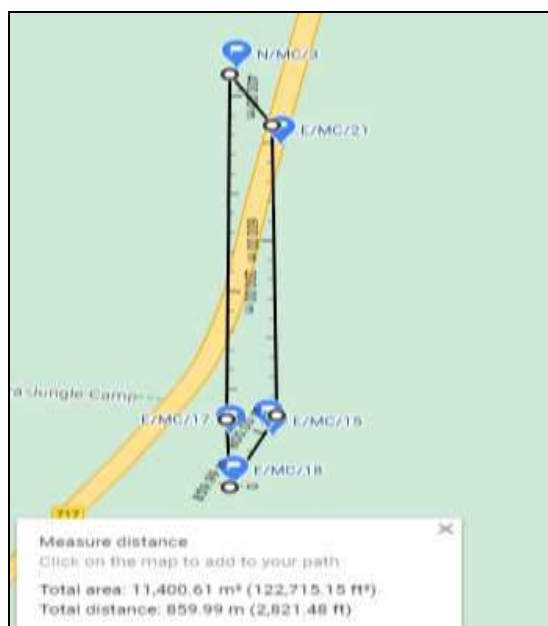 N/MC/3
E/MC/21
a Jungle Camp
E/MC/17
E/MC/15
E/MC/18
859.99
717
Measure distance
Click on the map to add to your path
Total area: 11,400.61 m² (122,715.15 ft²)
Total distance: 859.99 m (2,821.48 ft)